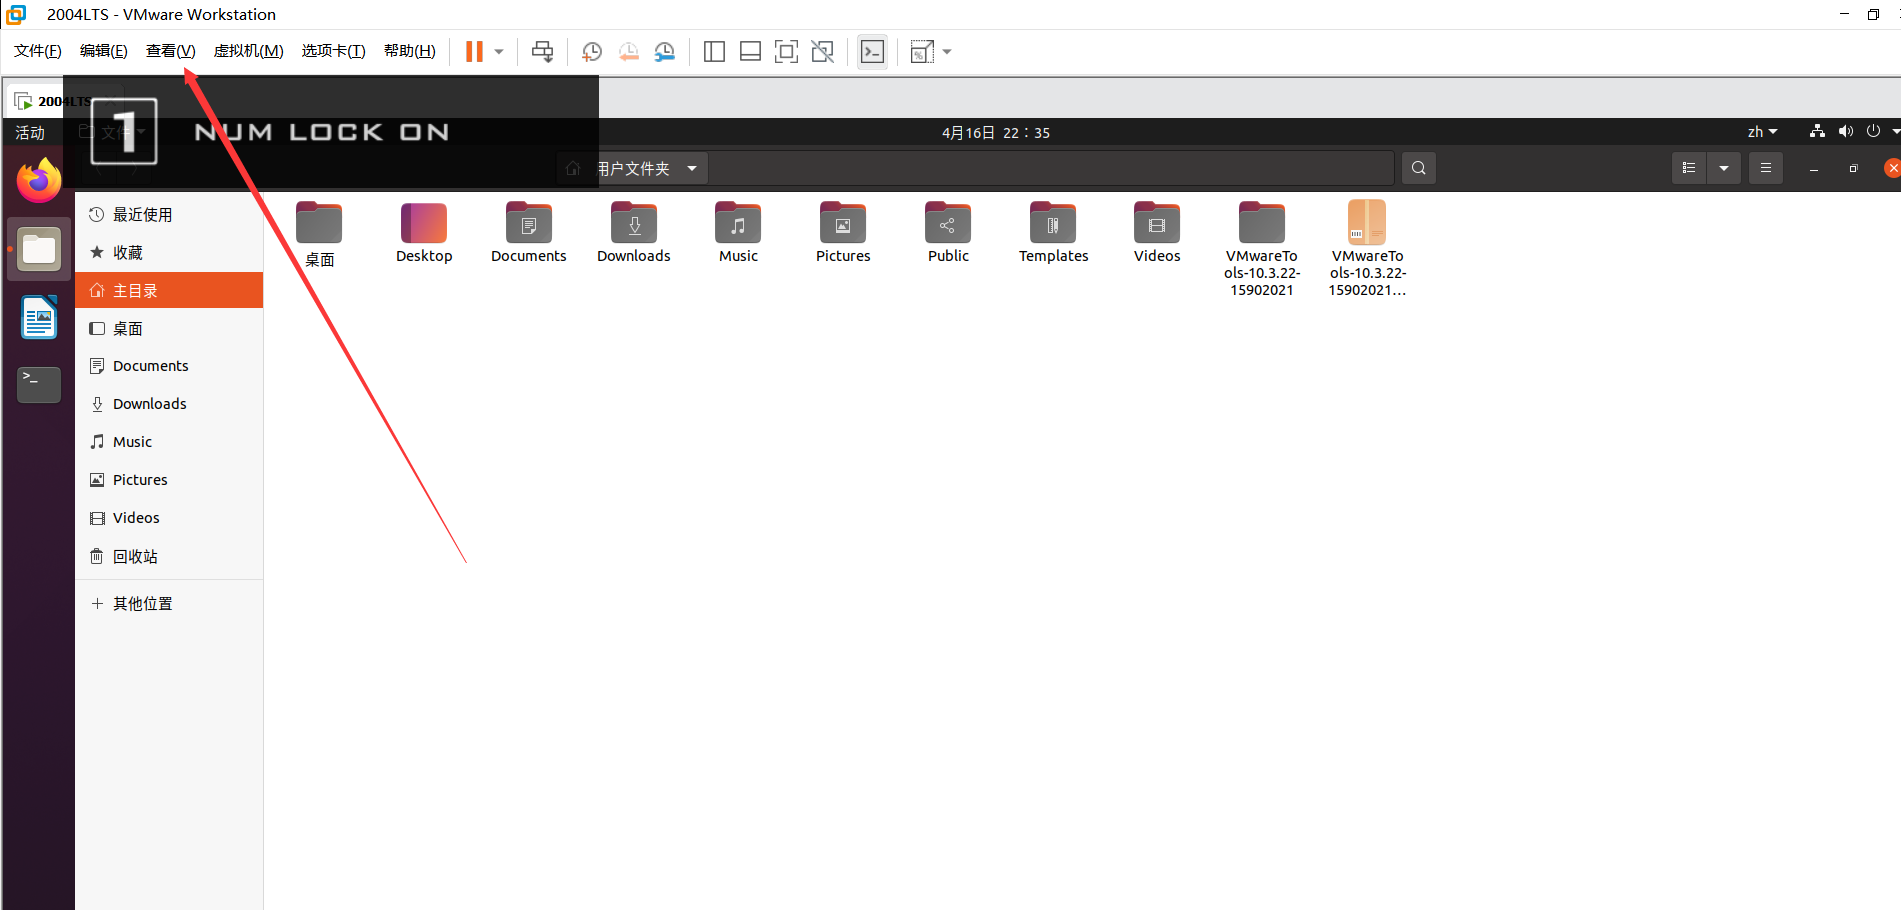 2004LTS - VMware Workstation
文件(F) 编辑(E) 查看(V) 虚拟机(M) 选项卡(T) 帮助(H)
2004LTS
1 NUM LOCK ON
活动 文件 4月16日 22：35 zh
用户文件夹
最近使用
收藏
主目录
桌面
Documents
Downloads
Music
Pictures
Videos
回收站
其他位置
桌面
Desktop
Documents
Downloads
Music
Pictures
Public
Templates
Videos
VMwareTo
ols-10.3.22-
15902021
VMwareTo
ols-10.3.22-
15902021...